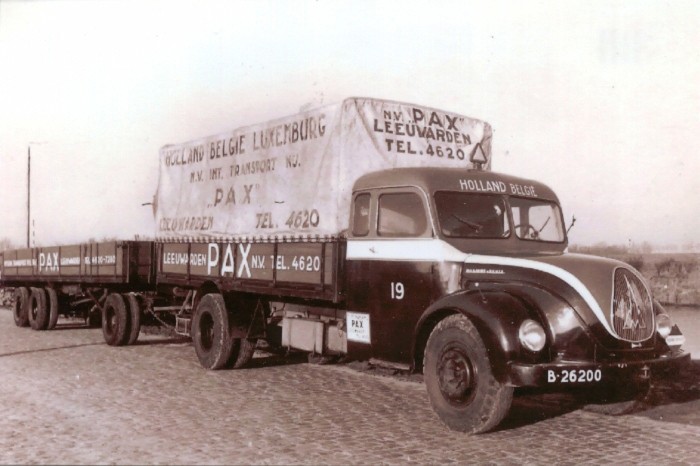 N.V. "PAX"
LEEUWARDEN
TEL. 4620
HOLLAND BELGIE LUXEMBURG
N.V. INT. TRANSPORT
"PAX"
LEEUWARDEN TEL. 4620
HOLLAND BELGIE
PAX
LEEUWARDEN PAX N.V. TEL. 4620
19
PAX
B-26200